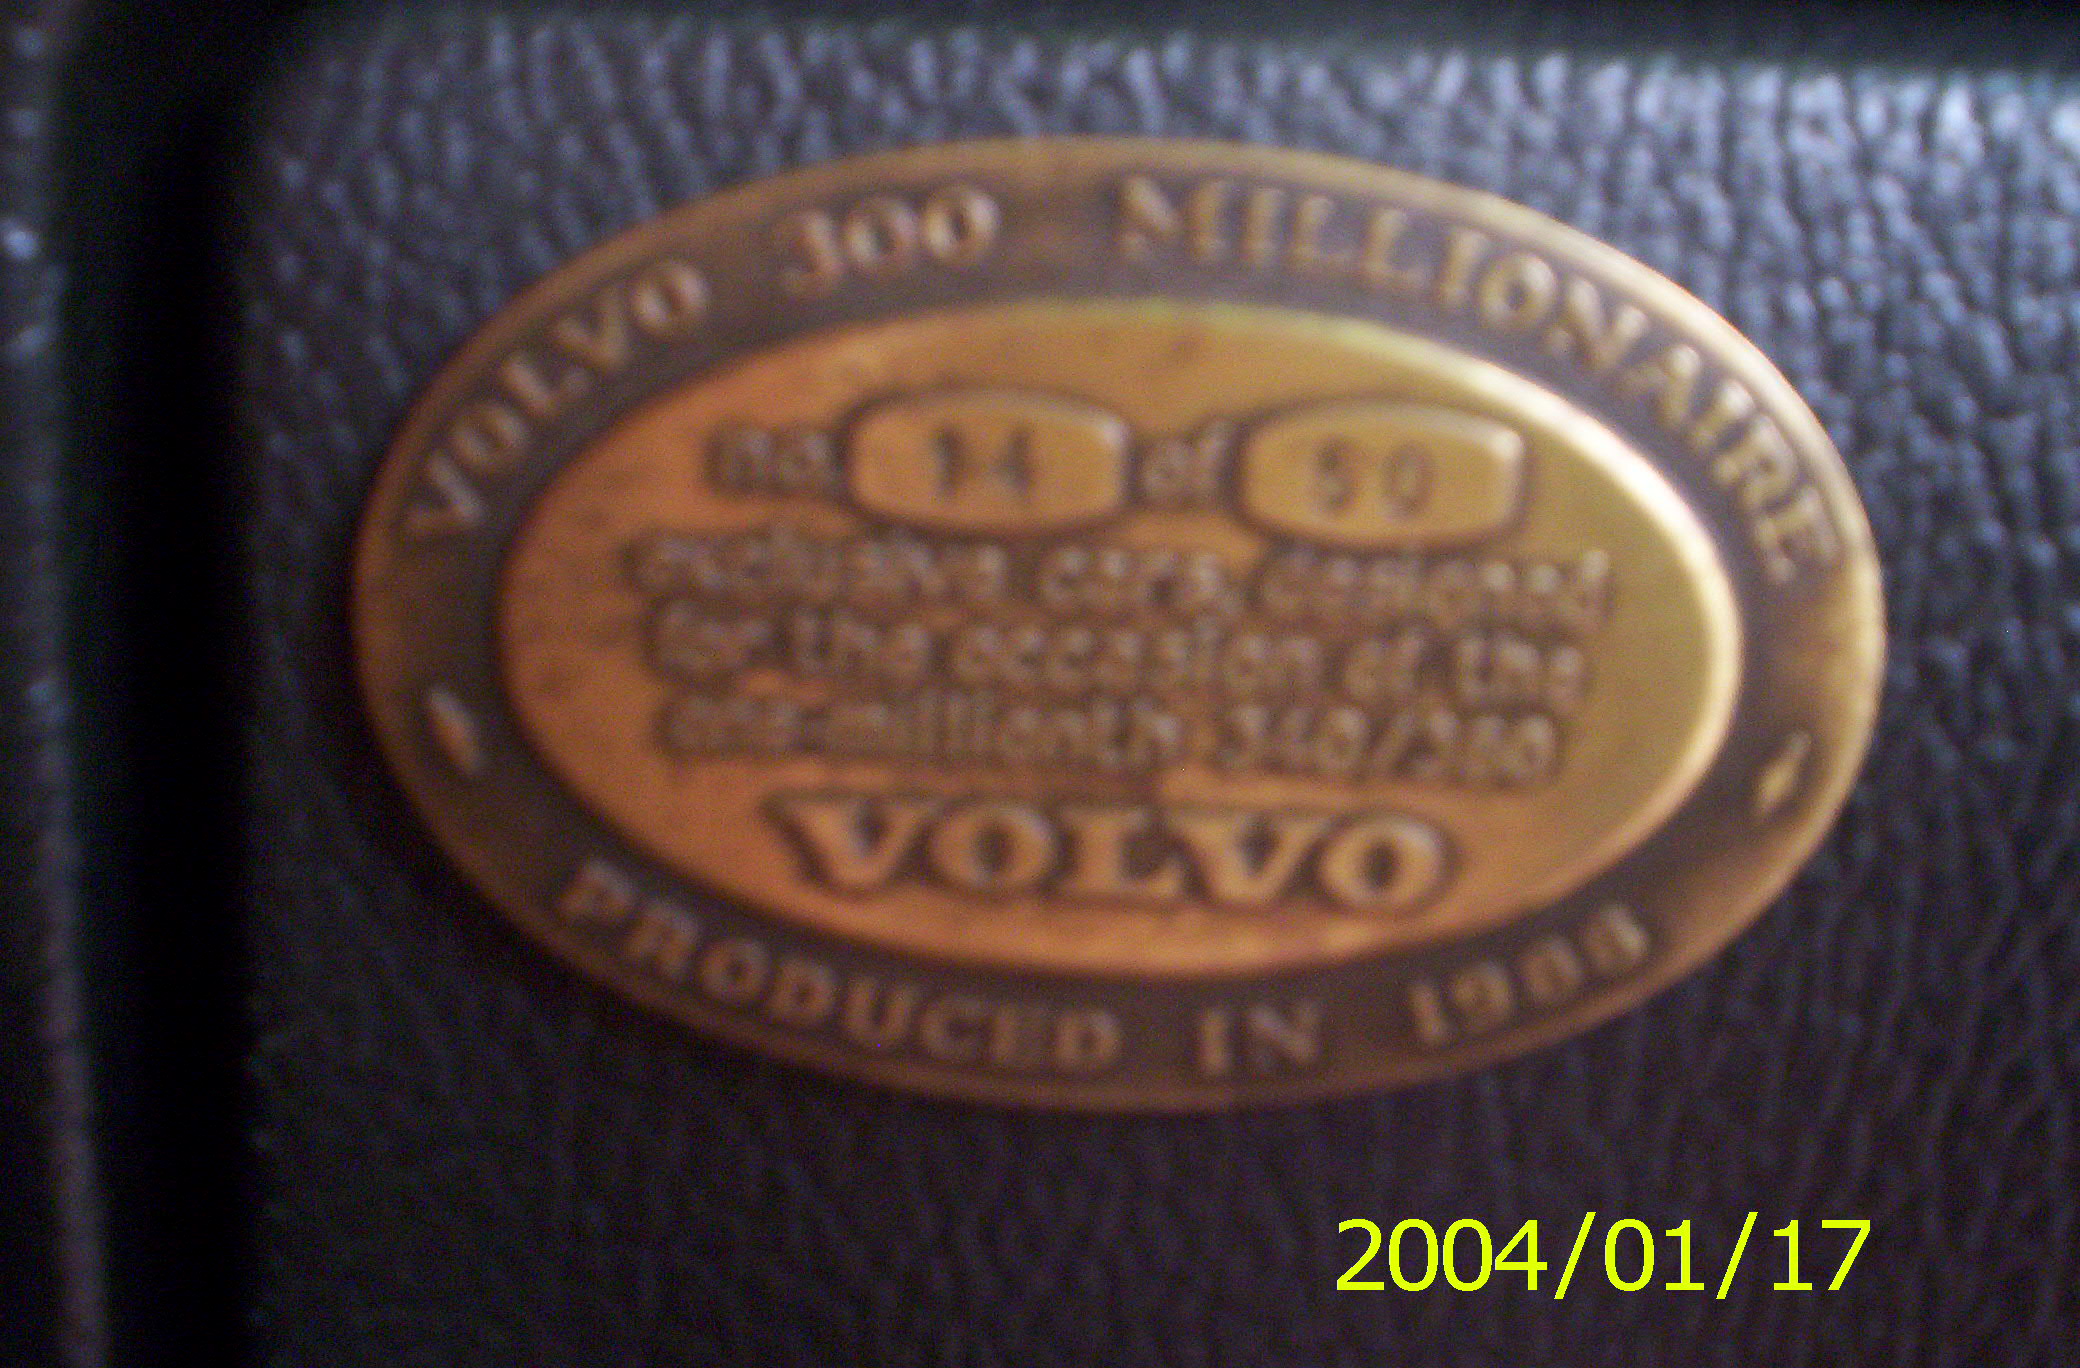 VOLVO 300 MILLIONAIRE
no. 14 of 50
exclusive cars, designed
for the occasion of the
one-millionth 340/360
VOLVO
PRODUCED IN 1988
2004/01/17